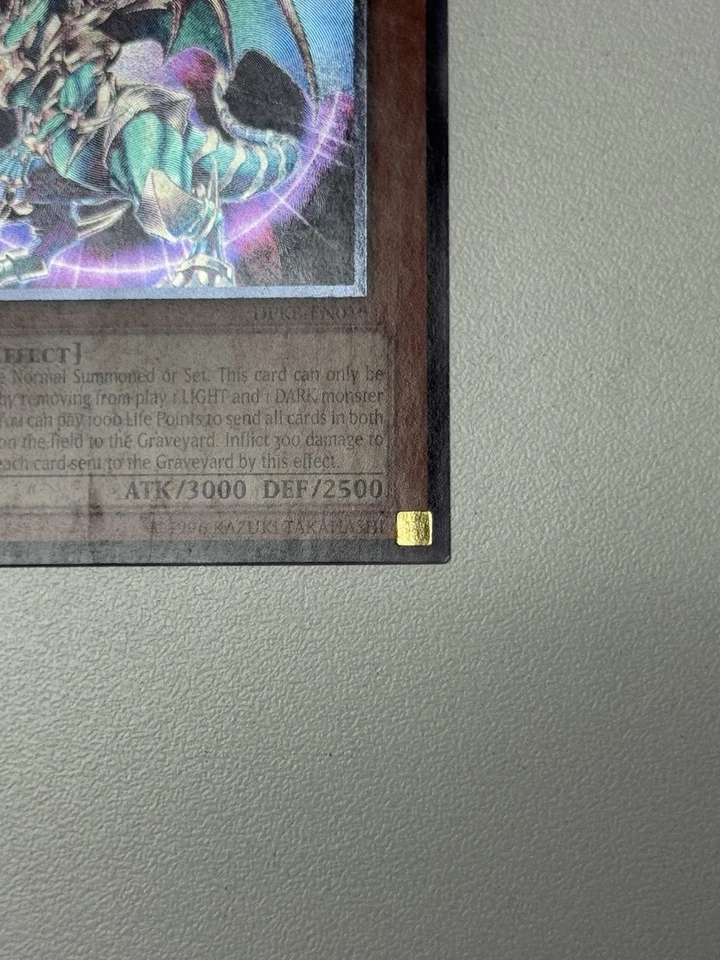 DPKB-EN016
EFFECT]
e Normal Summoned or Set. This card can only be
by removing from play 1 LIGHT and 1 DARK monster
You can pay 1000 Life Points to send all cards in both
on the field to the Graveyard. Inflict 300 damage to
each card sent to the Graveyard by this effect.
ATK/3000 DEF/2500
© 1996 KAZUKI TAKAHASHI